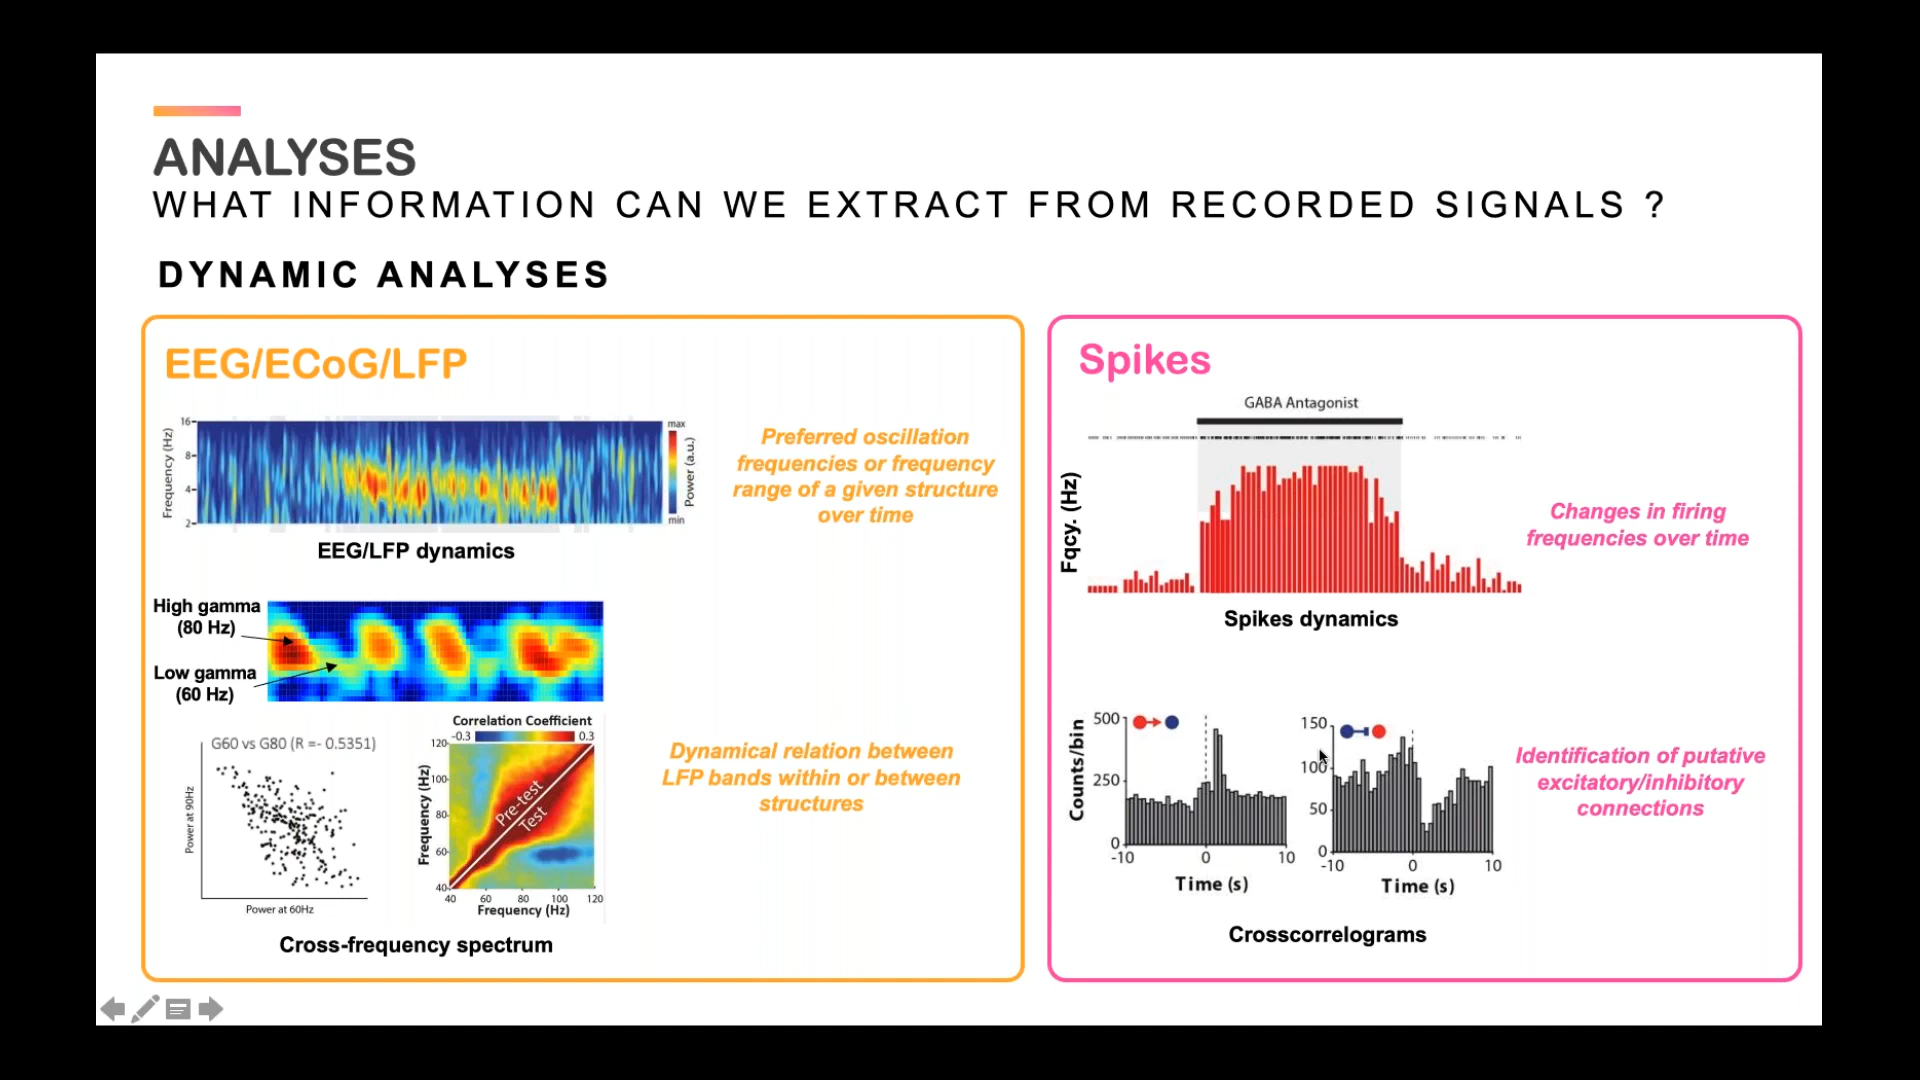 ANALYSES
WHAT INFORMATION CAN WE EXTRACT FROM RECORDED SIGNALS ?
DYNAMIC ANALYSES
EEG/ECoG/LFP
Frequency (Hz)
16
8
4
2
max
Power (a.u.)
min
EEG/LFP dynamics
Preferred oscillation
frequencies or frequency
range of a given structure
over time
High gamma
(80 Hz)
Low gamma
(60 Hz)
G60 vs G80 (R =- 0.5351)
Power at 90Hz
Power at 60Hz
Correlation Coefficient
-0.3
0.3
Frequency (Hz)
120
100
80
60
40
Pre-test
Test
40 60 80 100 120
Frequency (Hz)
Cross-frequency spectrum
Dynamical relation between
LFP bands within or between
structures
Spikes
GABA Antagonist
Fqcy. (Hz)
Spikes dynamics
Changes in firing
frequencies over time
Counts/bin
500
250
0
-10 0 10
Time (s)
150
100
50
0
-10 0 10
Time (s)
Crosscorrelograms
Identification of putative
excitatory/inhibitory
connections